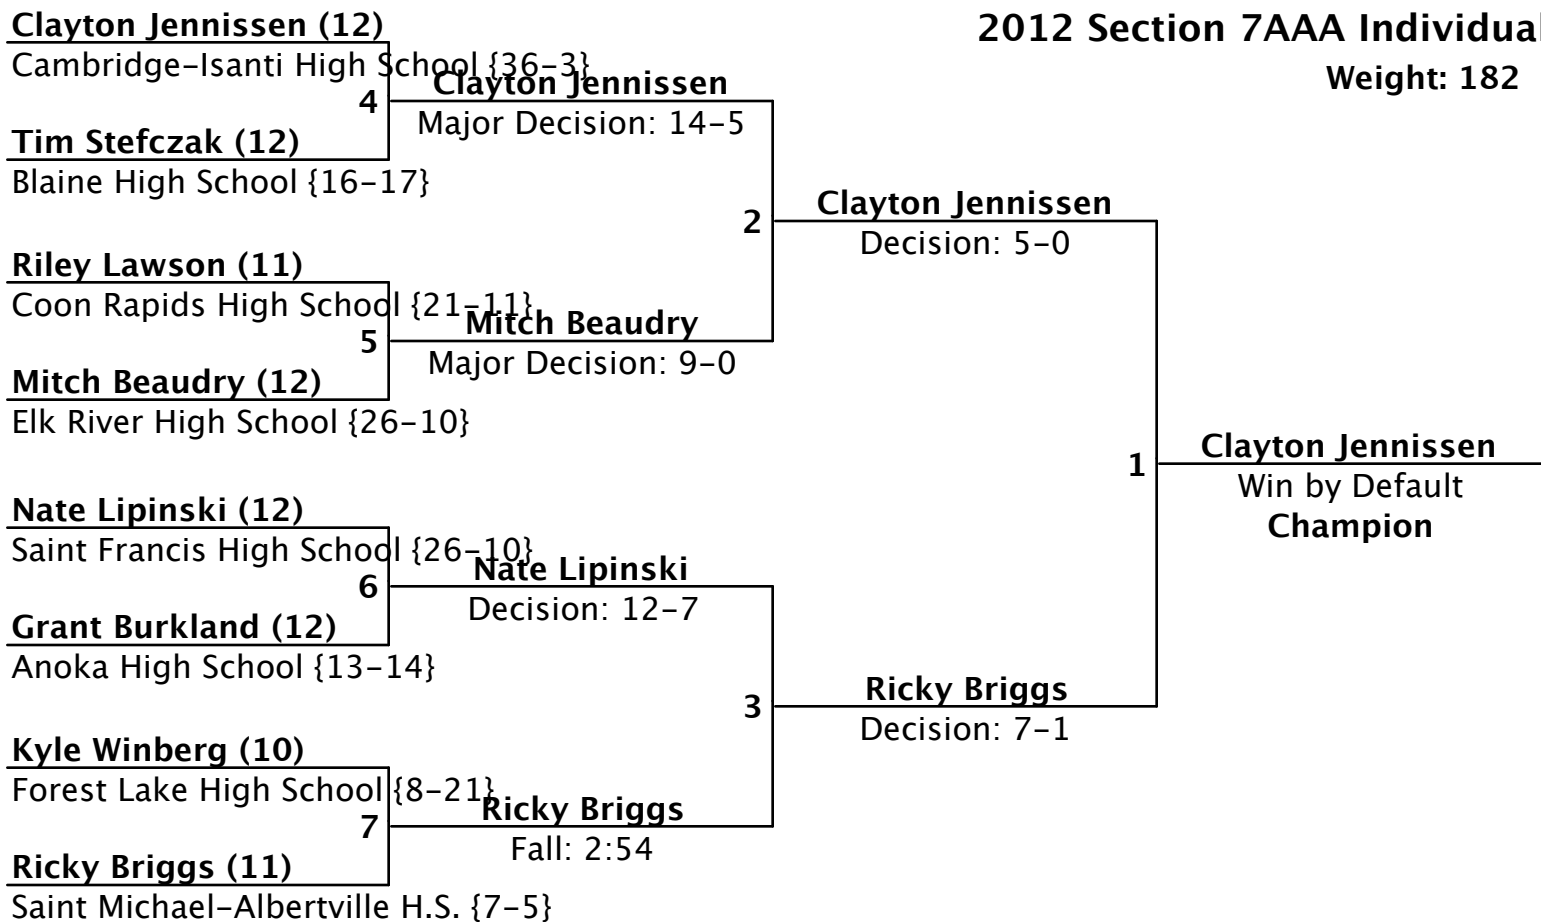 Clayton Jennissen (12)
Cambridge-Isanti High School {36-3}
4
Tim Stefczak (12)
Blaine High School {16-17}
Riley Lawson (11)
Coon Rapids High School {21-11}
5
Mitch Beaudry (12)
Elk River High School {26-10}
Nate Lipinski (12)
Saint Francis High School {26-10}
6
Grant Burkland (12)
Anoka High School {13-14}
Kyle Winberg (10)
Forest Lake High School {8-21}
7
Ricky Briggs (11)
Saint Michael-Albertville H.S. {7-5}
Clayton Jennissen
Major Decision: 14-5
2
Mitch Beaudry
Major Decision: 9-0
Nate Lipinski
Decision: 12-7
3
Ricky Briggs
Fall: 2:54
Clayton Jennissen
Decision: 5-0
1
Ricky Briggs
Decision: 7-1
2012 Section 7AAA Individual
Weight: 182
Clayton Jennissen
Win by Default
Champion